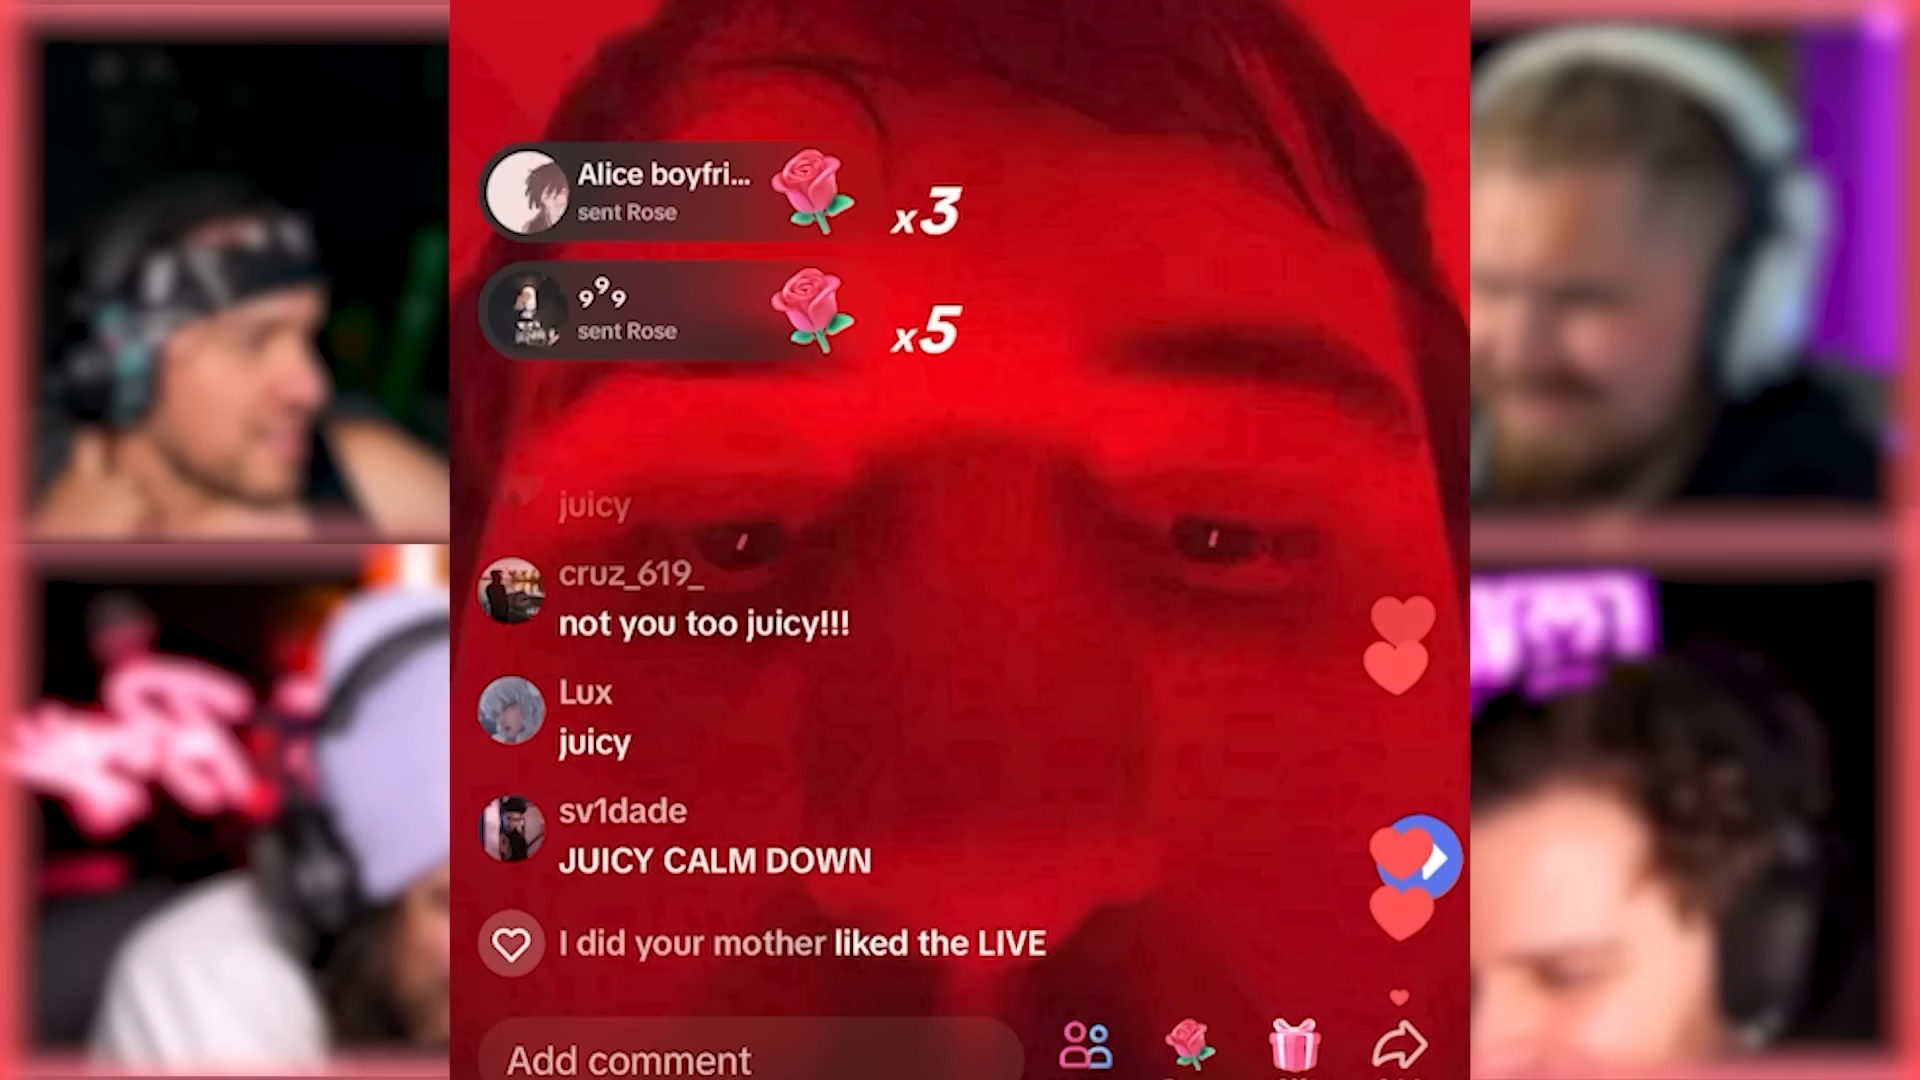 Alice boyfri...
sent Rose
x3
999
sent Rose
x5
juicy
cruz_619_
not you too juicy!!!
Lux
juicy
sv1dade
JUICY CALM DOWN
I did your mother liked the LIVE
Add comment